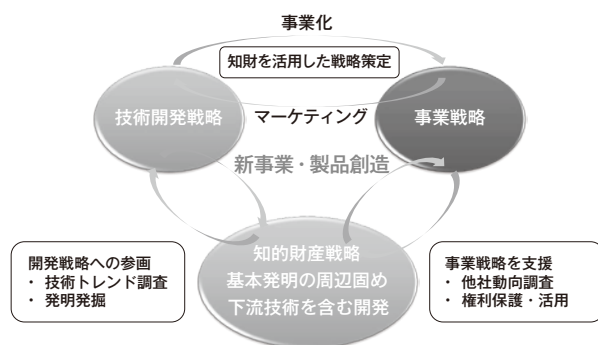 事業化
知財を活用した戦略策定
技術開発戦略
マーケティング
事業戦略
新事業・製品創造
開発戦略への参画
・ 技術トレンド調査
・ 発明発掘
知的財産戦略
基本発明の周辺固め
下流技術を含む開発
事業戦略を支援
・ 他社動向調査
・ 権利保護・活用